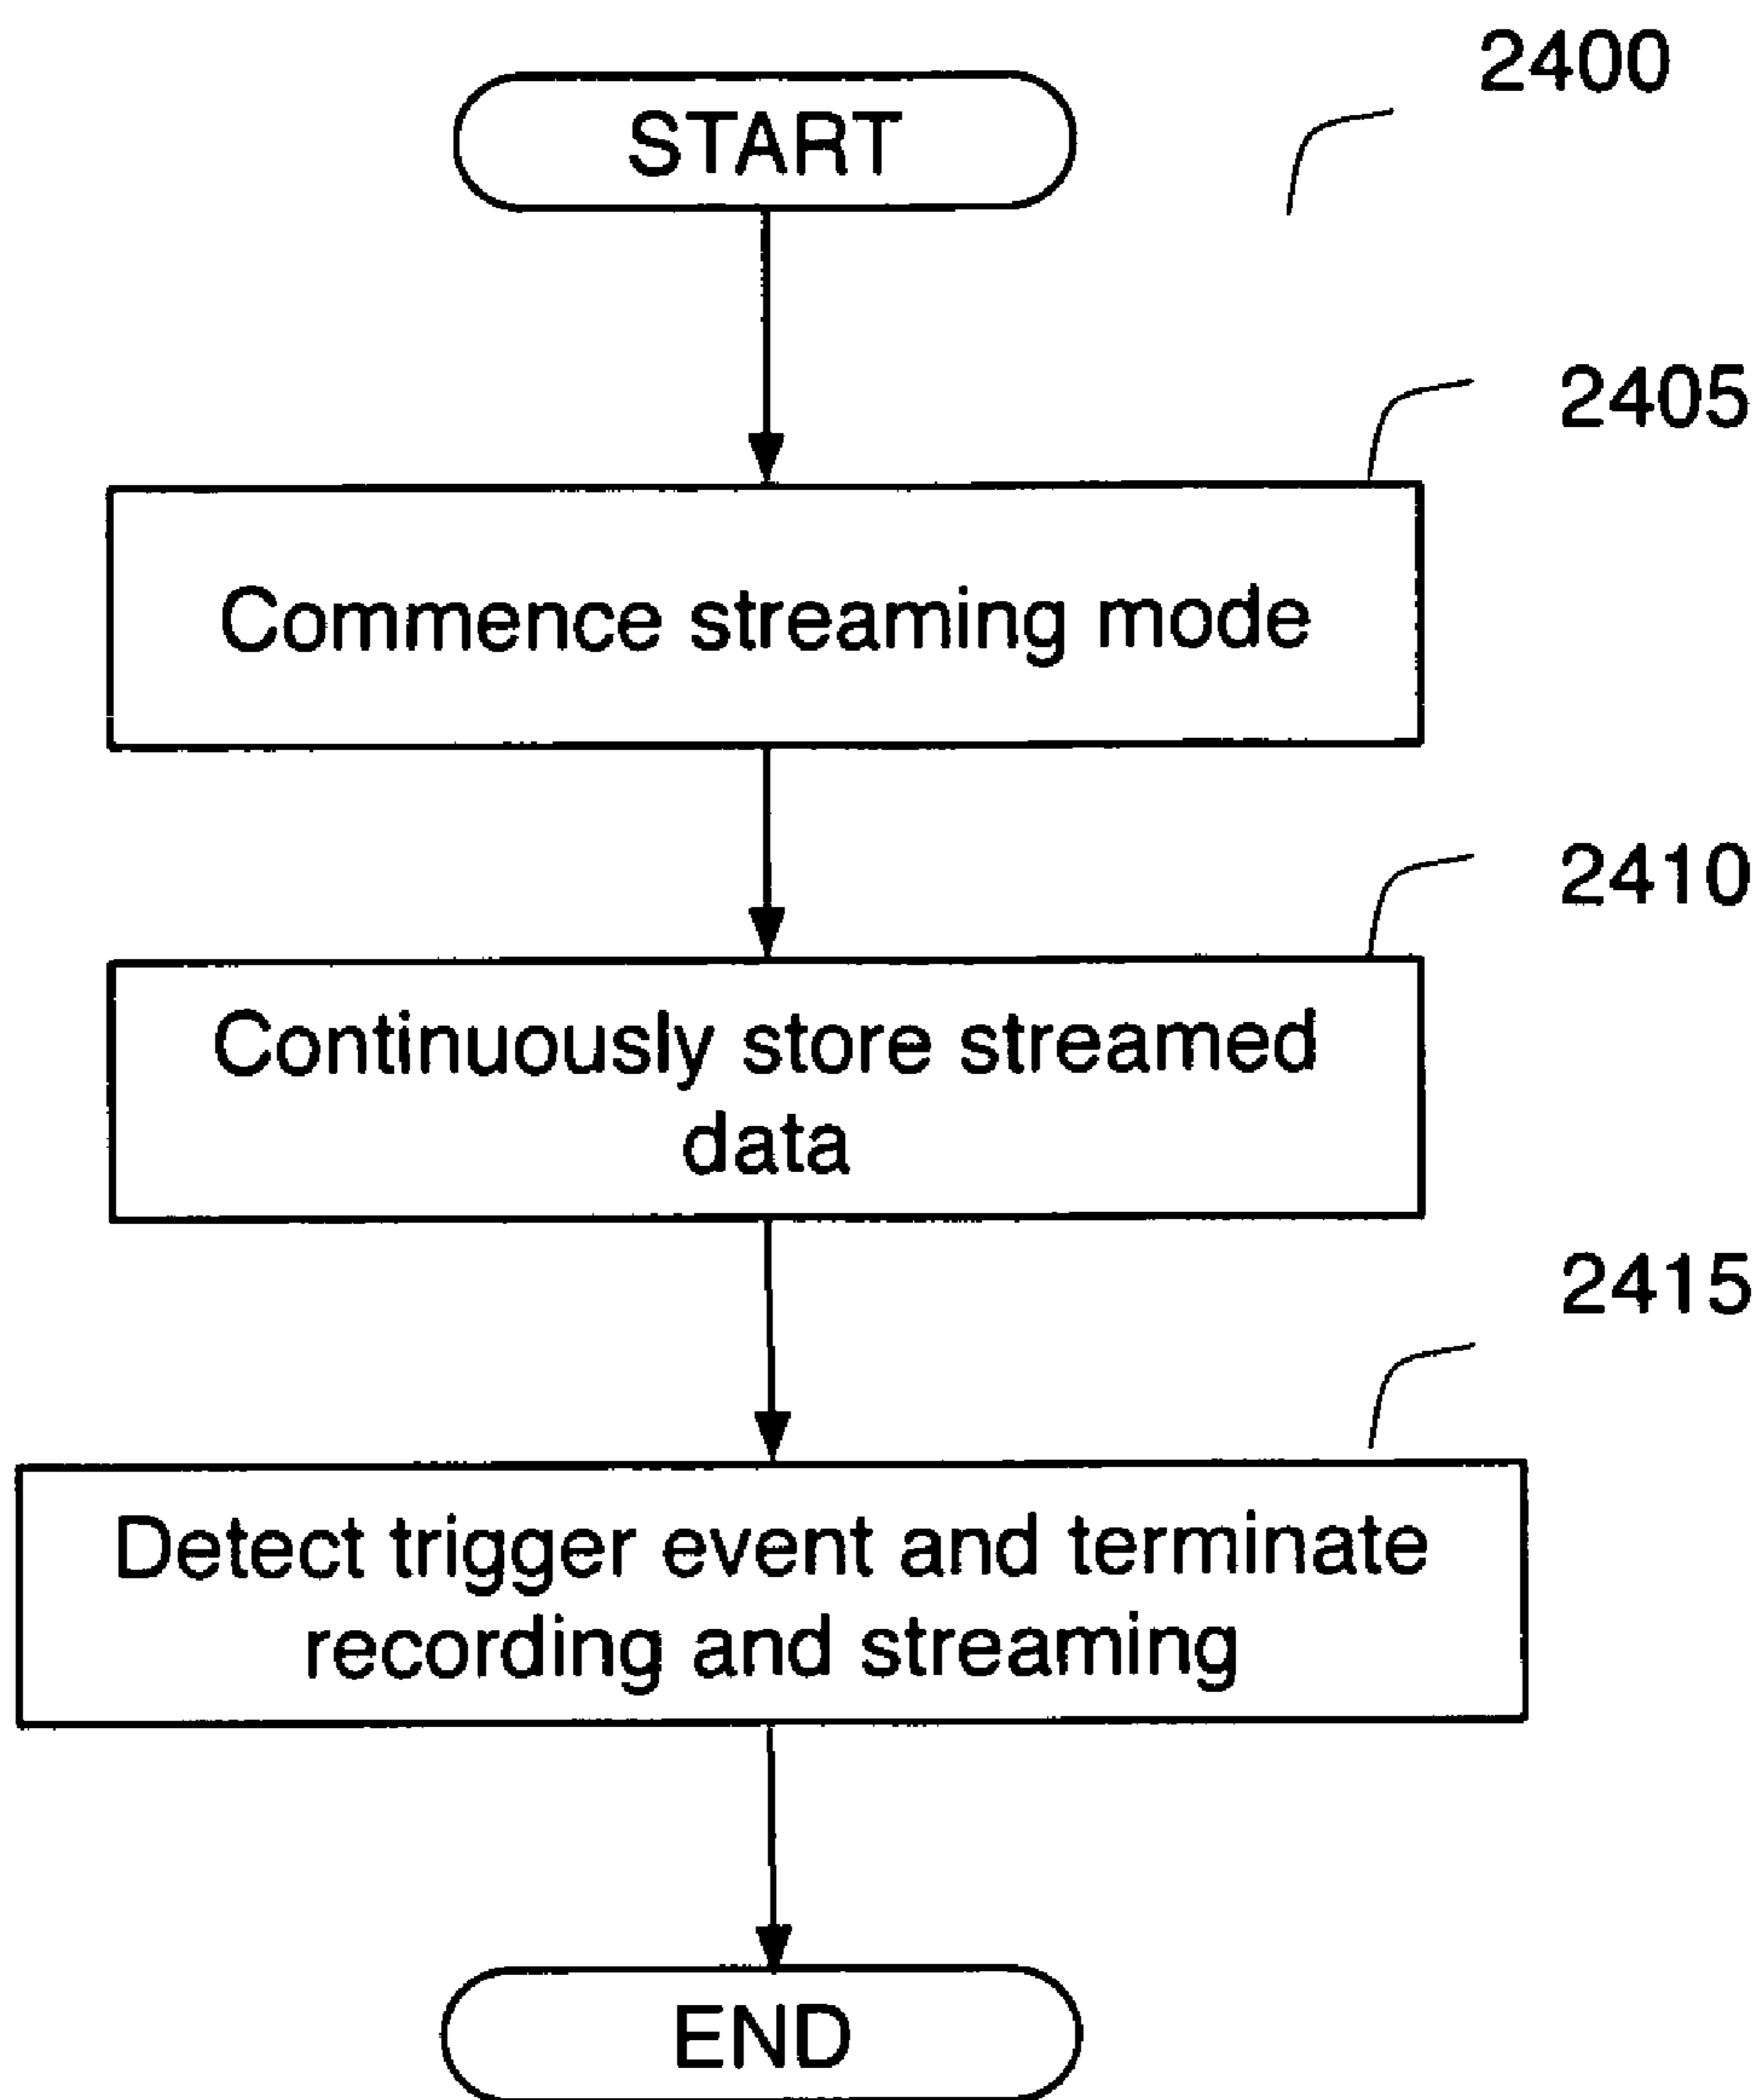 2400
START
2405
Commence streaming mode
2410
Continuously store streamed
data
2415
Detect trigger event and terminate
recording and streaming
END